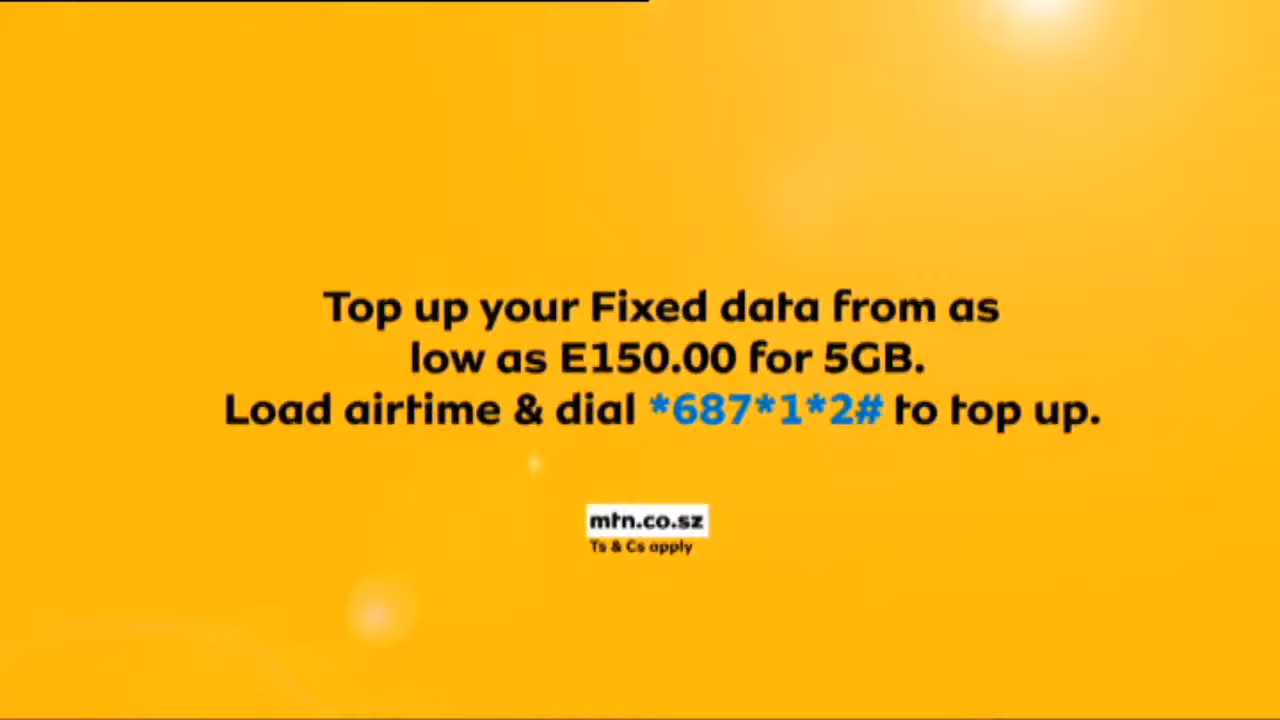 Top up your Fixed data from as
low as E150.00 for 5GB.
Load airtime & dial *687*1*2# to top up.
mtn.co.sz
Ts & Cs apply